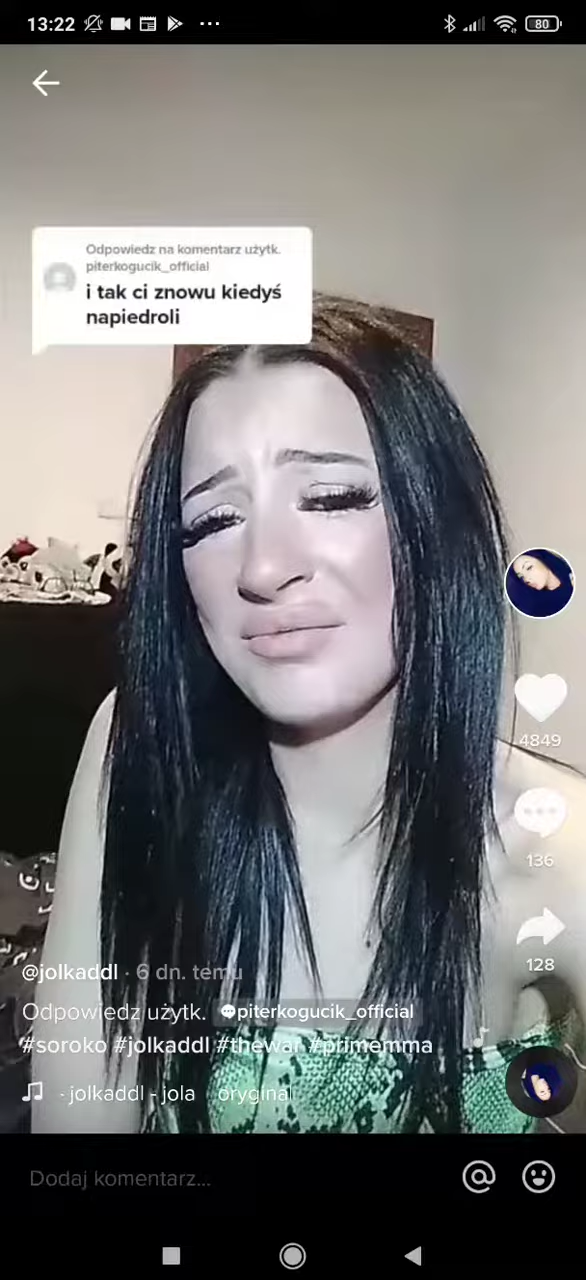 13:22
80
Odpowiedz na komentarz użytk.
piterkogucik_official
i tak ci znowu kiedyś
napiedroli
4849
136
128
@jolkaddl · 6 dn. temu
Odpowiedz użytk. piterkogucik_official
#soroko #jolkaddl #thewar #primemma
- jolkaddl - jola oryginal
Dodaj komentarz...